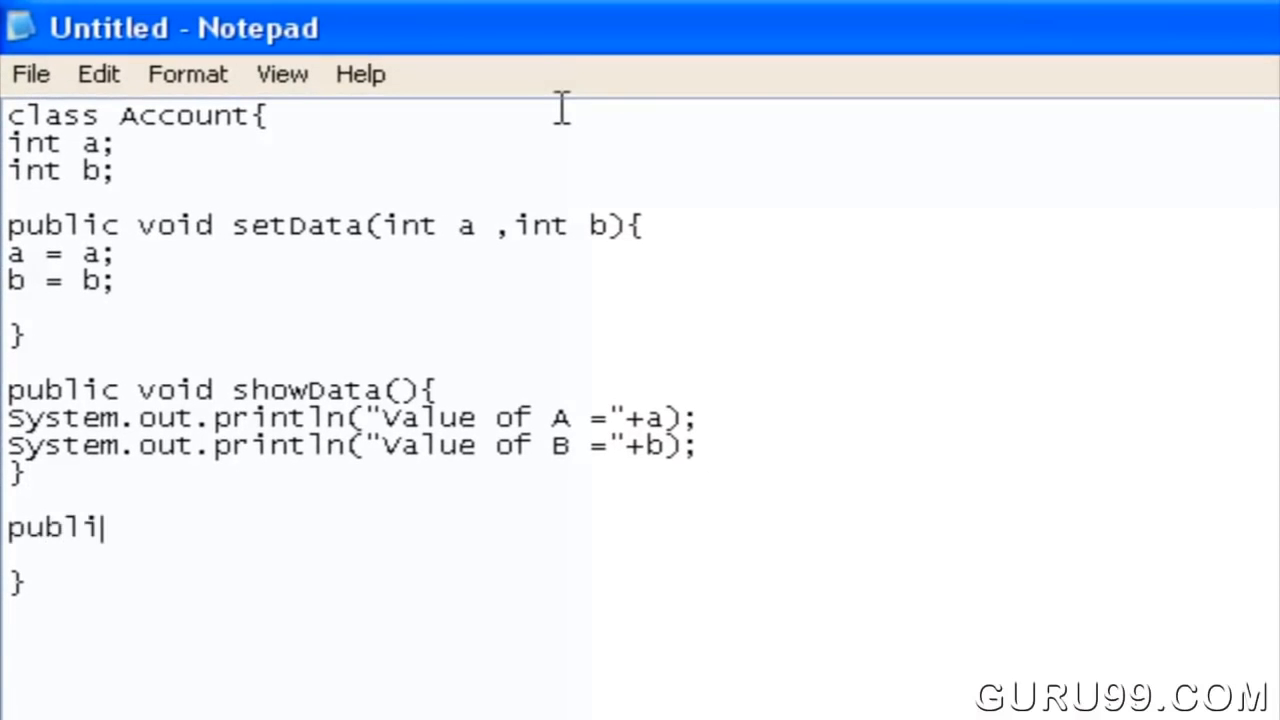 Untitled - Notepad
File Edit Format View Help
class Account{
int a;
int b;
public void setData(int a ,int b){
a = a;
b = b;
}
public void showData(){
System.out.println("Value of A ="+a);
System.out.println("Value of B ="+b);
}
publi
}
GURU99.COM